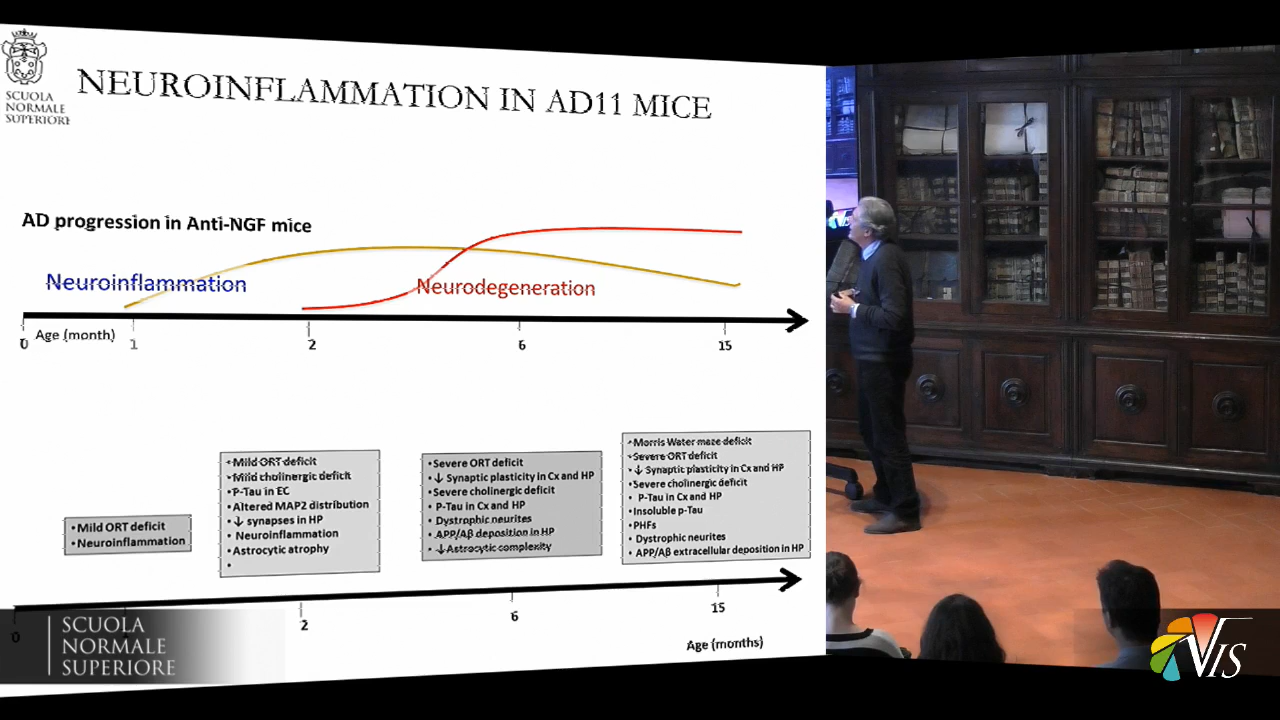 SCUOLA
NORMALE
SUPERIORE
NEUROINFLAMMATION IN AD11 MICE
AD progression in Anti-NGF mice
Neuroinflammation
Neurodegeneration
Age (month)
0 1 2 6 15
•Mild ORT deficit
•Neuroinflammation
•Mild ORT deficit
•Mild cholinergic deficit
•P-Tau in EC
•Altered MAP2 distribution
•↓ synapses in HP
• Neuroinflammation
•Astrocytic atrophy
•
•Severe ORT deficit
•↓ Synaptic plasticity in Cx and HP
•Severe cholinergic deficit
• P-Tau in Cx and HP
• Dystrophic neurites
•APP/Aβ deposition in HP
•↓Astrocytic complexity
•Morris Water maze deficit
•Severe ORT deficit
•↓ Synaptic plasticity in Cx and HP
•Severe cholinergic deficit
• P-Tau in Cx and HP
•Insoluble p-Tau
•PHFs
• Dystrophic neurites
• APP/Aβ extracellular deposition in HP
0 2 6 15
Age (months)
SCUOLA
NORMALE
SUPERIORE
VIS